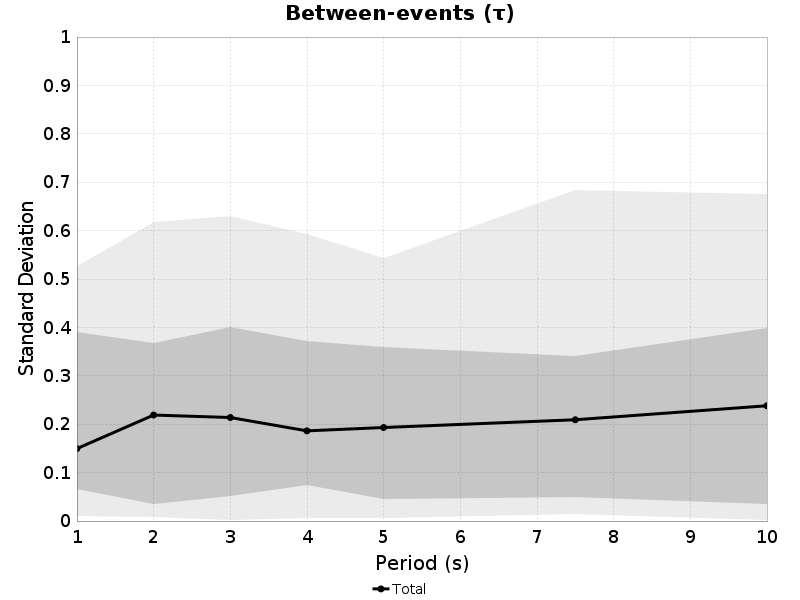 Between-events (τ)
1
0.9
0.8
0.7
0.6
0.5
0.4
0.3
0.2
0.1
0
Standard Deviation
1 2 3 4 5 6 7 8 9 10
Period (s)
Total